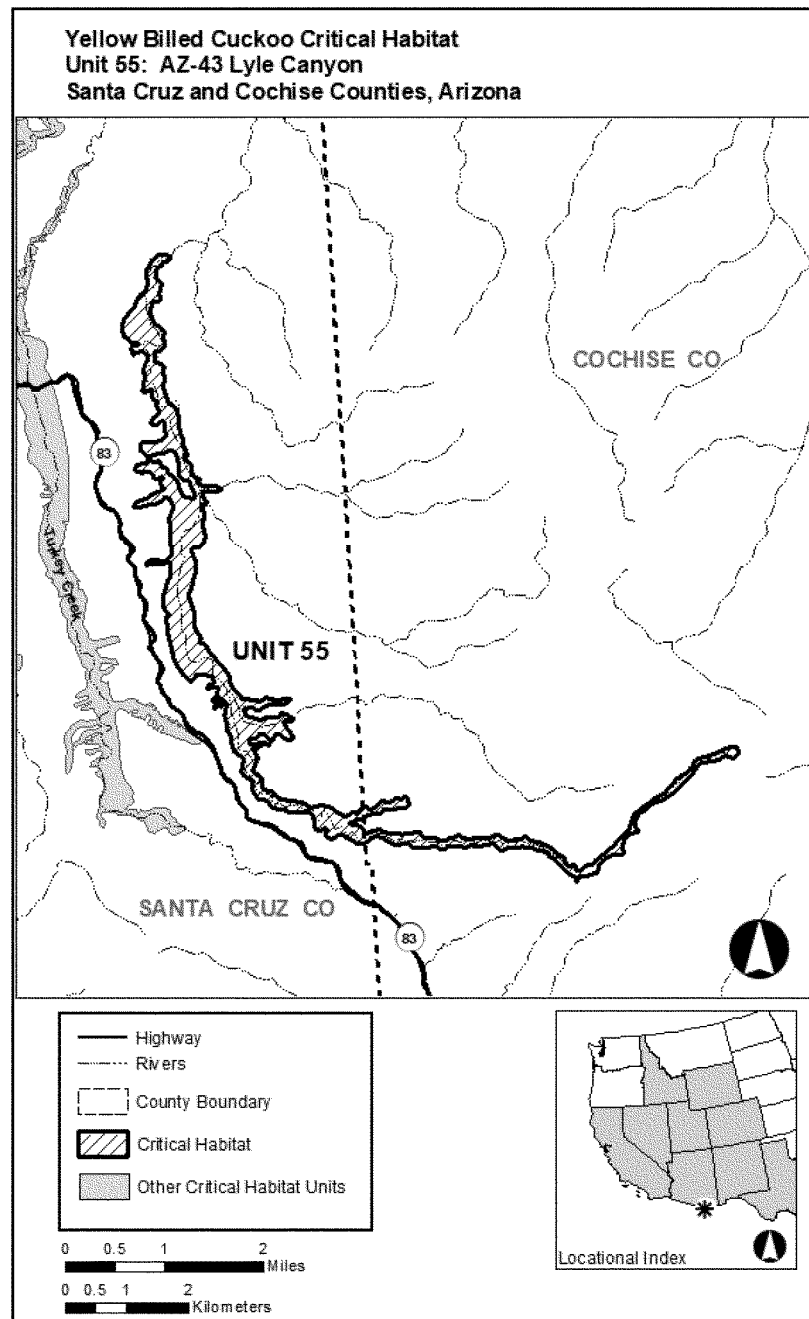 Yellow Billed Cuckoo Critical Habitat
Unit 55: AZ-43 Lyle Canyon
Santa Cruz and Cochise Counties, Arizona
COCHISE CO
83
Turkey Creek
UNIT 55
SANTA CRUZ CO
83
Highway
Rivers
County Boundary
Critical Habitat
Other Critical Habitat Units
0 0.5 1 2
Miles
0 0.5 1 2
Kilometers
Locational Index